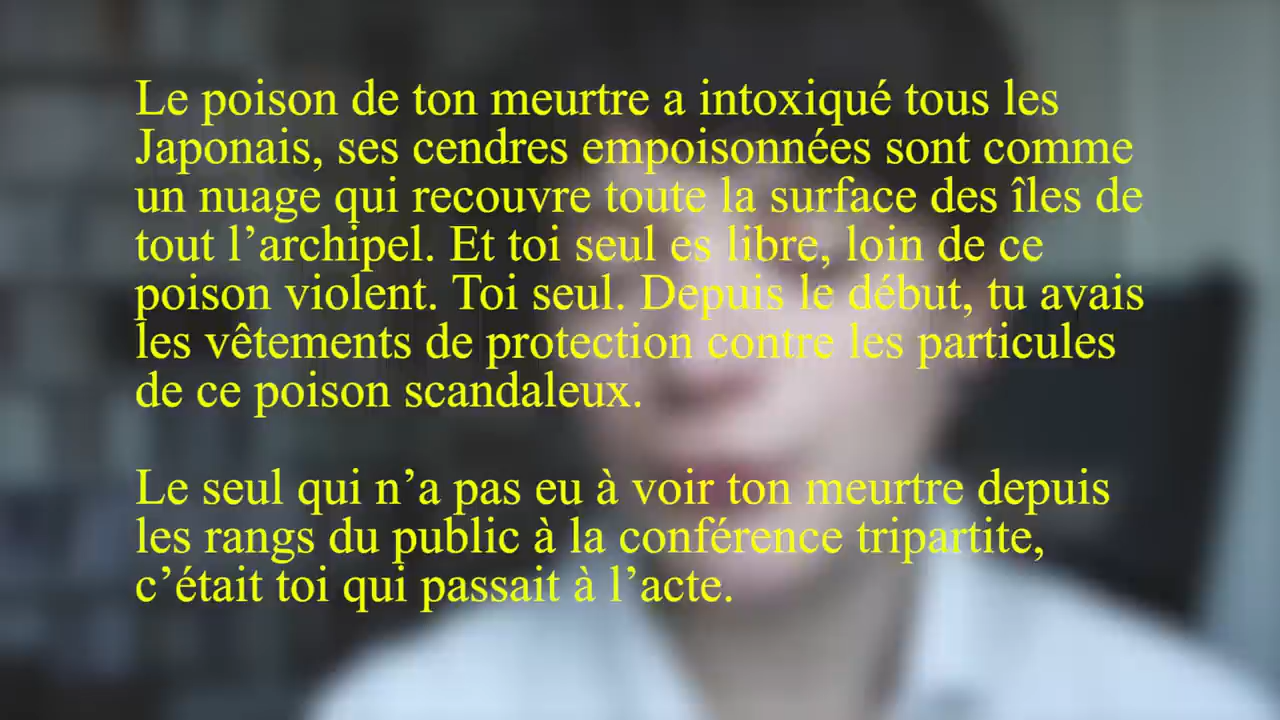 Le poison de ton meurtre a intoxiqué tous les
Japonais, ses cendres empoisonnées sont comme
un nuage qui recouvre toute la surface des îles de
tout l’archipel. Et toi seul es libre, loin de ce
poison violent. Toi seul. Depuis le début, tu avais
les vêtements de protection contre les particules
de ce poison scandaleux.
Le seul qui n’a pas eu à voir ton meurtre depuis
les rangs du public à la conférence tripartite,
c’était toi qui passait à l’acte.